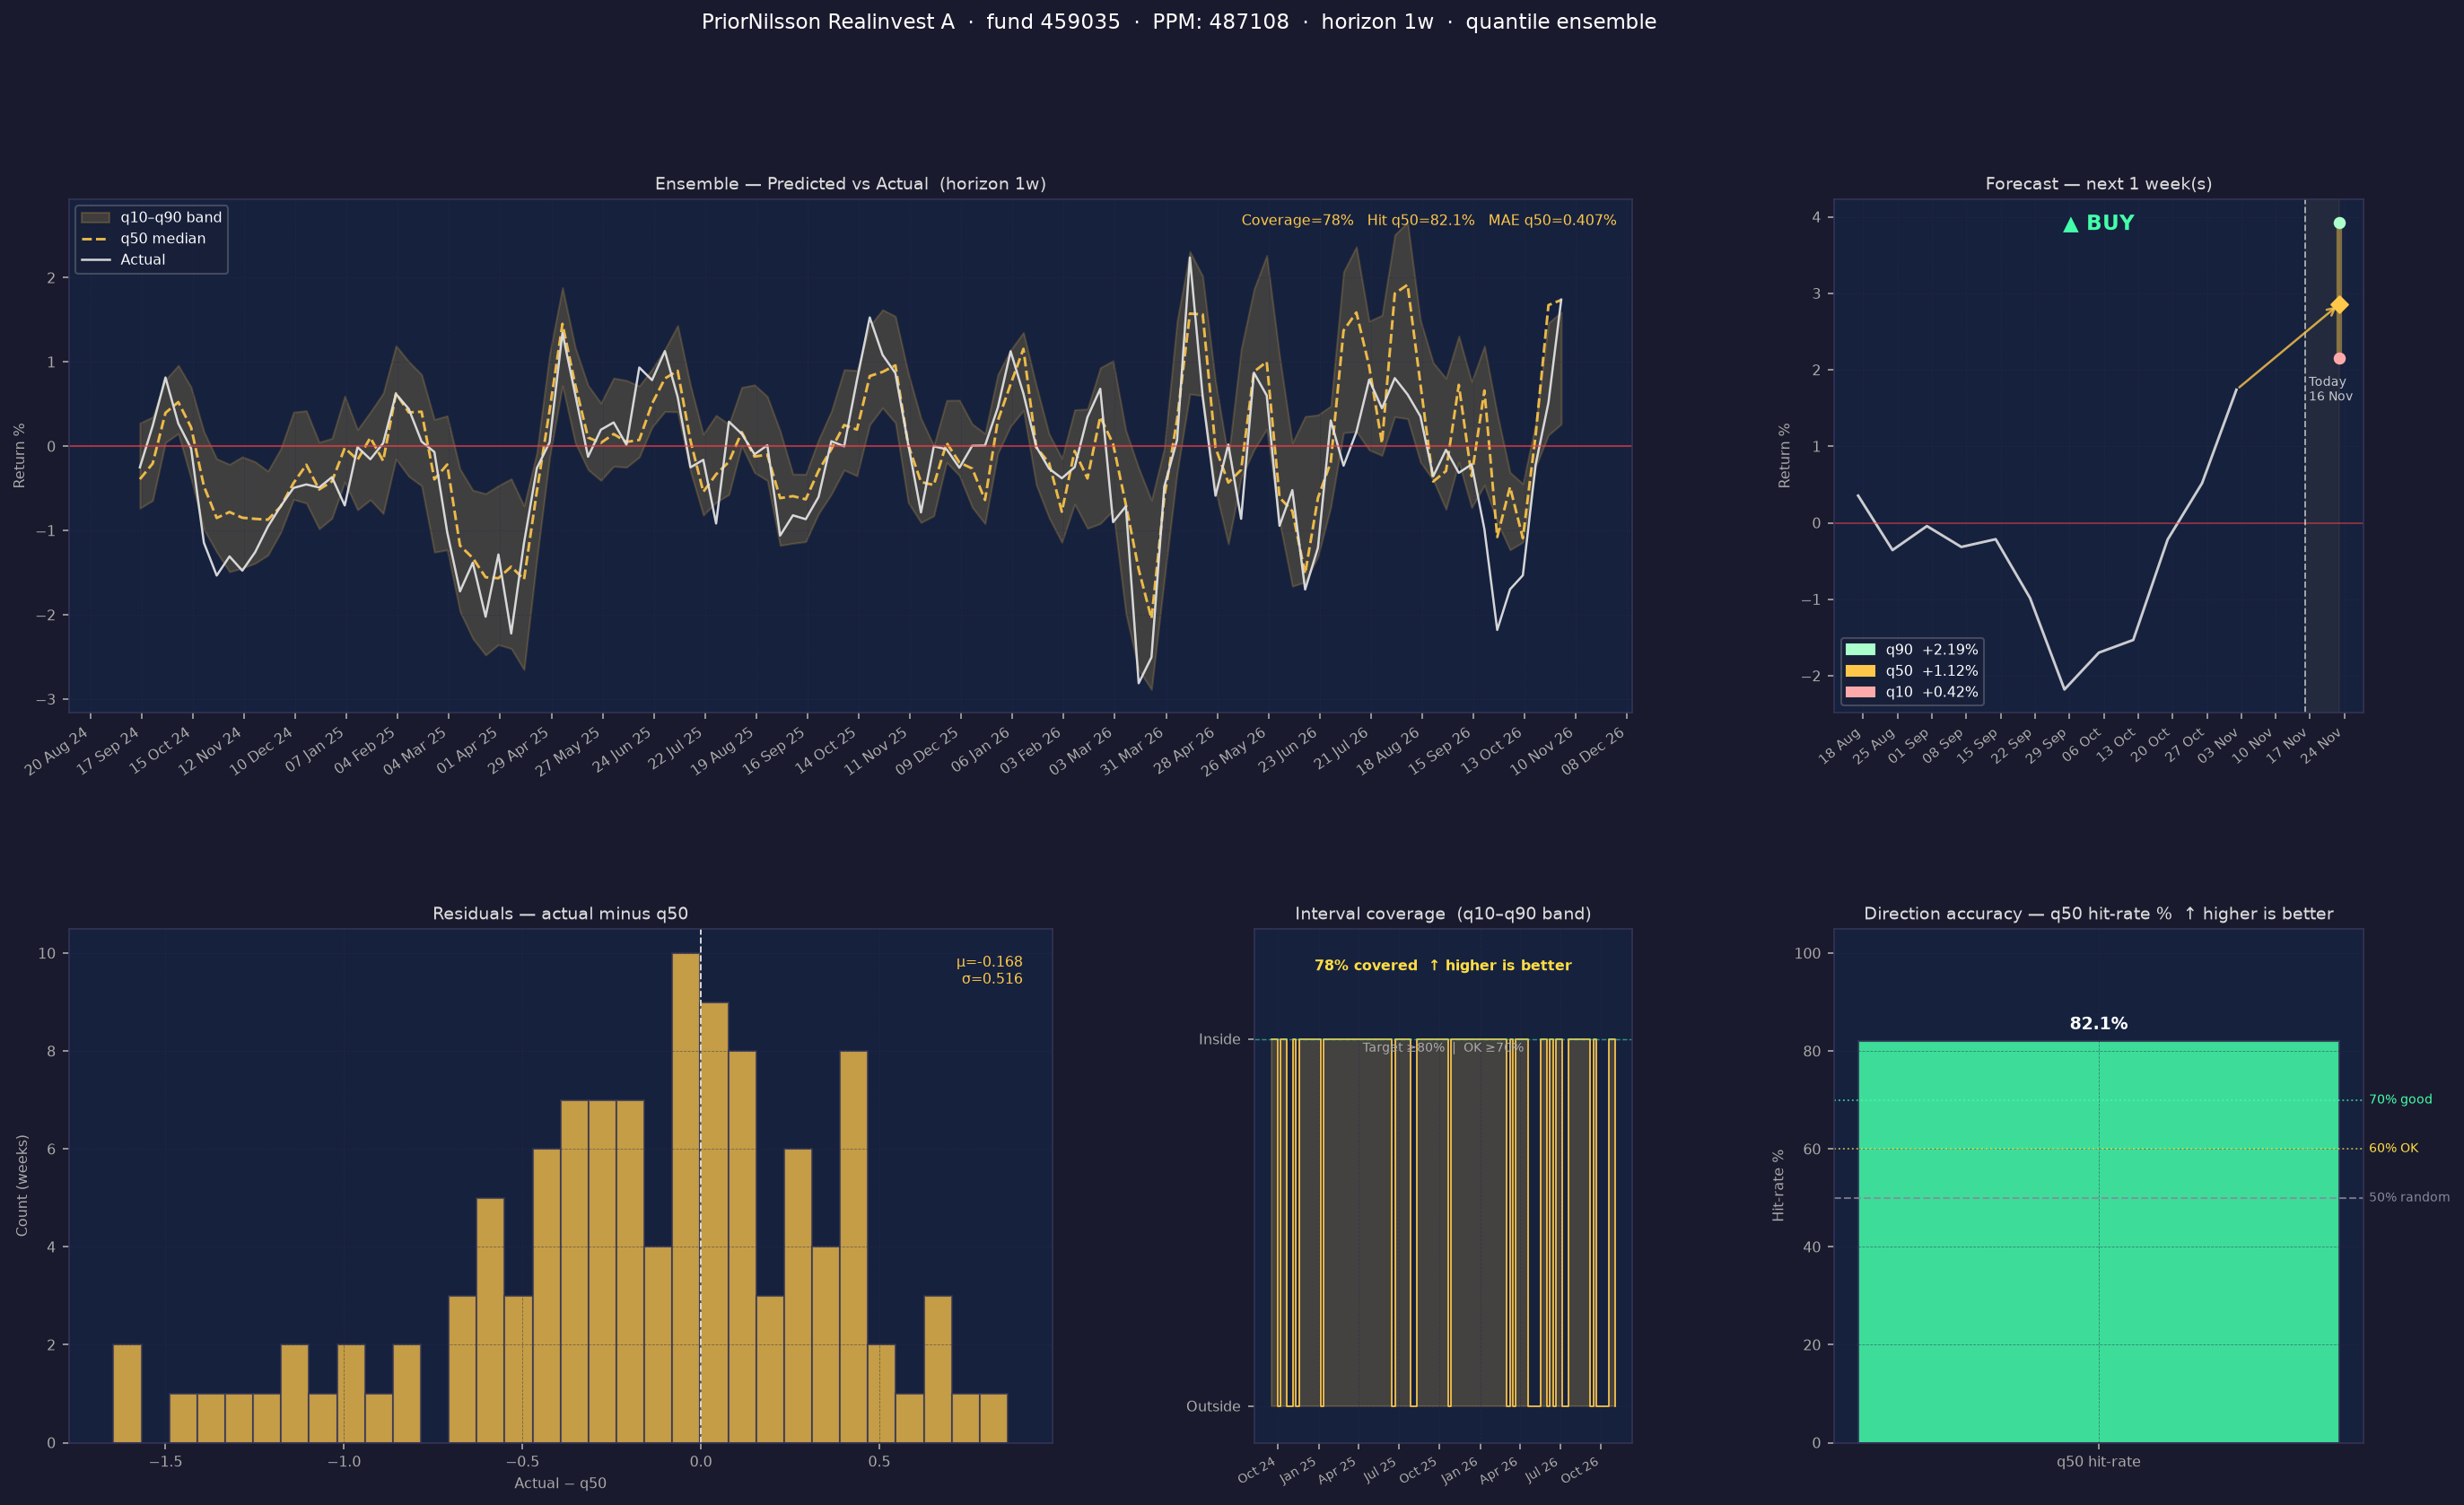 PriorNilsson Realinvest A · fund 459035 · PPM: 487108 · horizon 1w · quantile ensemble
Ensemble — Predicted vs Actual (horizon 1w)
q10–q90 band
q50 median
Actual
Coverage=78% Hit q50=82.1% MAE q50=0.407%
Return %
2
1
0
−1
−2
−3
20 Aug 24
17 Sep 24
15 Oct 24
12 Nov 24
10 Dec 24
07 Jan 25
04 Feb 25
04 Mar 25
01 Apr 25
29 Apr 25
27 May 25
24 Jun 25
22 Jul 25
19 Aug 25
16 Sep 25
14 Oct 25
11 Nov 25
09 Dec 25
06 Jan 26
03 Feb 26
03 Mar 26
31 Mar 26
28 Apr 26
26 May 26
23 Jun 26
21 Jul 26
18 Aug 26
15 Sep 26
13 Oct 26
10 Nov 26
08 Dec 26
Forecast — next 1 week(s)
▲ BUY
Today
16 Nov
q90 +2.19%
q50 +1.12%
q10 +0.42%
Return %
4
3
2
1
0
−1
−2
18 Aug
25 Aug
01 Sep
08 Sep
15 Sep
22 Sep
29 Sep
06 Oct
13 Oct
20 Oct
27 Oct
03 Nov
10 Nov
17 Nov
24 Nov
Residuals — actual minus q50
μ=-0.168
σ=0.516
Count (weeks)
10
8
6
4
2
0
−1.5
−1.0
−0.5
0.0
0.5
Actual − q50
Interval coverage (q10–q90 band)
78% covered ↑ higher is better
Inside
Target ≥80% | OK ≥70%
Outside
Oct 24
Jan 25
Apr 25
Jul 25
Oct 25
Jan 26
Apr 26
Jul 26
Oct 26
Direction accuracy — q50 hit-rate % ↑ higher is better
82.1%
Hit-rate %
100
80
60
40
20
0
70% good
60% OK
50% random
q50 hit-rate